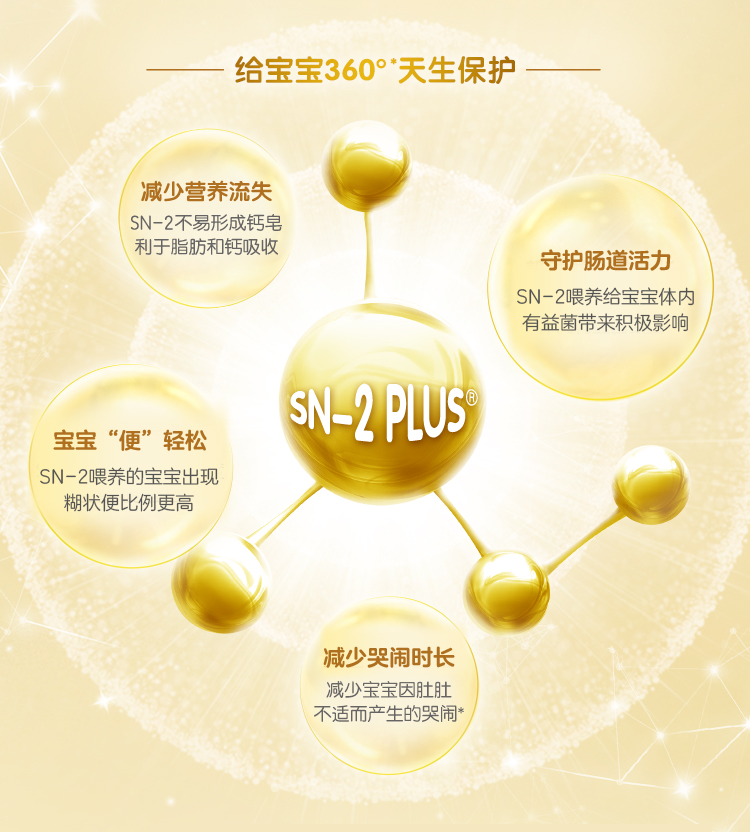 给宝宝360°*天生保护
减少营养流失
SN-2不易形成钙皂
利于脂肪和钙吸收
守护肠道活力
SN-2喂养给宝宝体内
有益菌带来积极影响
SN-2 PLUS®
宝宝“便”轻松
SN-2喂养的宝宝出现
糊状便比例更高
减少哭闹时长
减少宝宝因肚肚
不适而产生的哭闹*